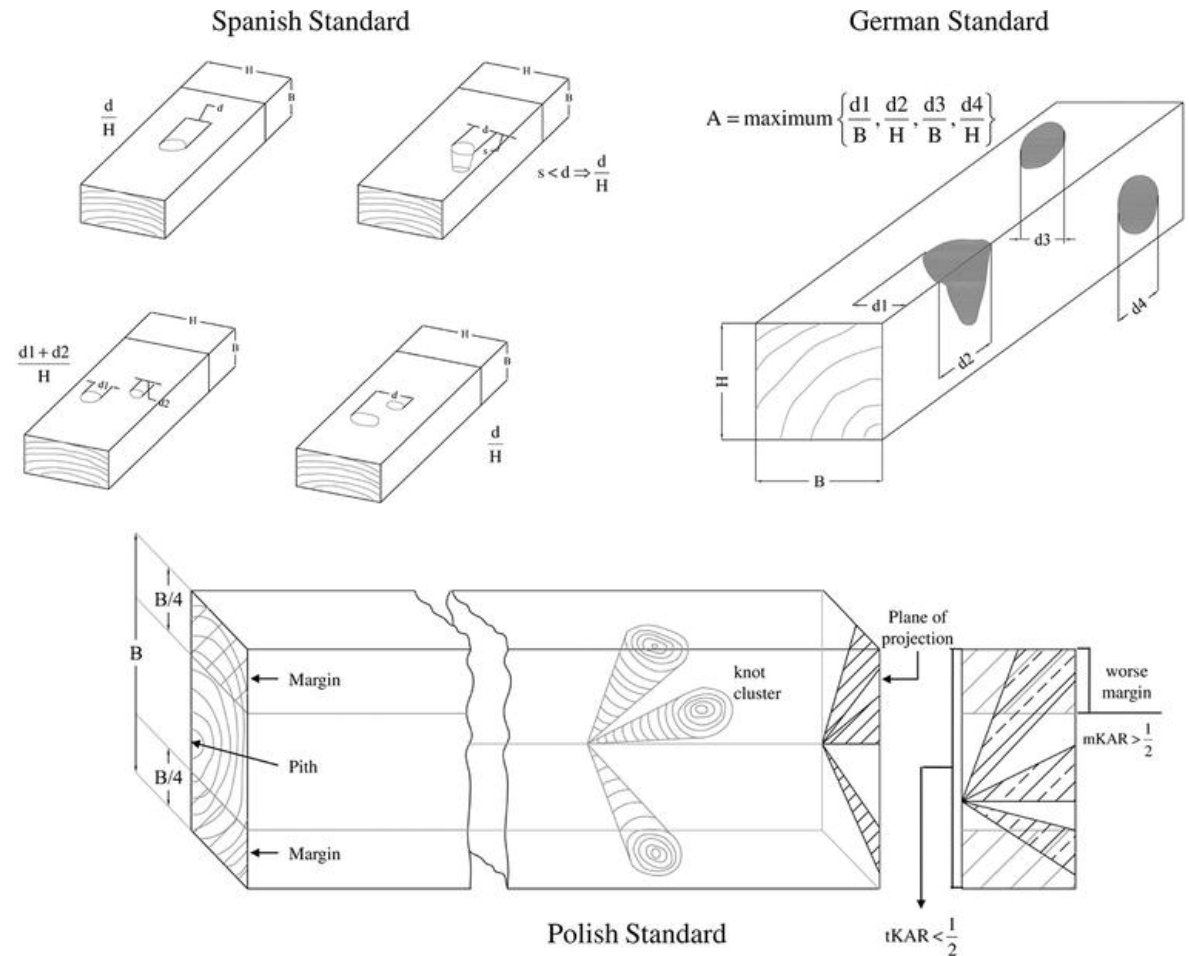 Spanish Standard
German Standard
d/H
H
B
d
H
B
d
s
s < d ⇒ d/H
d1 + d2/H
H
B
d1
d2
H
B
d
d/H
A = maximum {d1/B, d2/H, d3/B, d4/H}
d3
d1
d4
d2
H
B
B/4
B
Margin
Pith
B/4
Margin
knot
cluster
Plane of
projection
worse
margin
mKAR > 1/2
tKAR < 1/2
Polish Standard